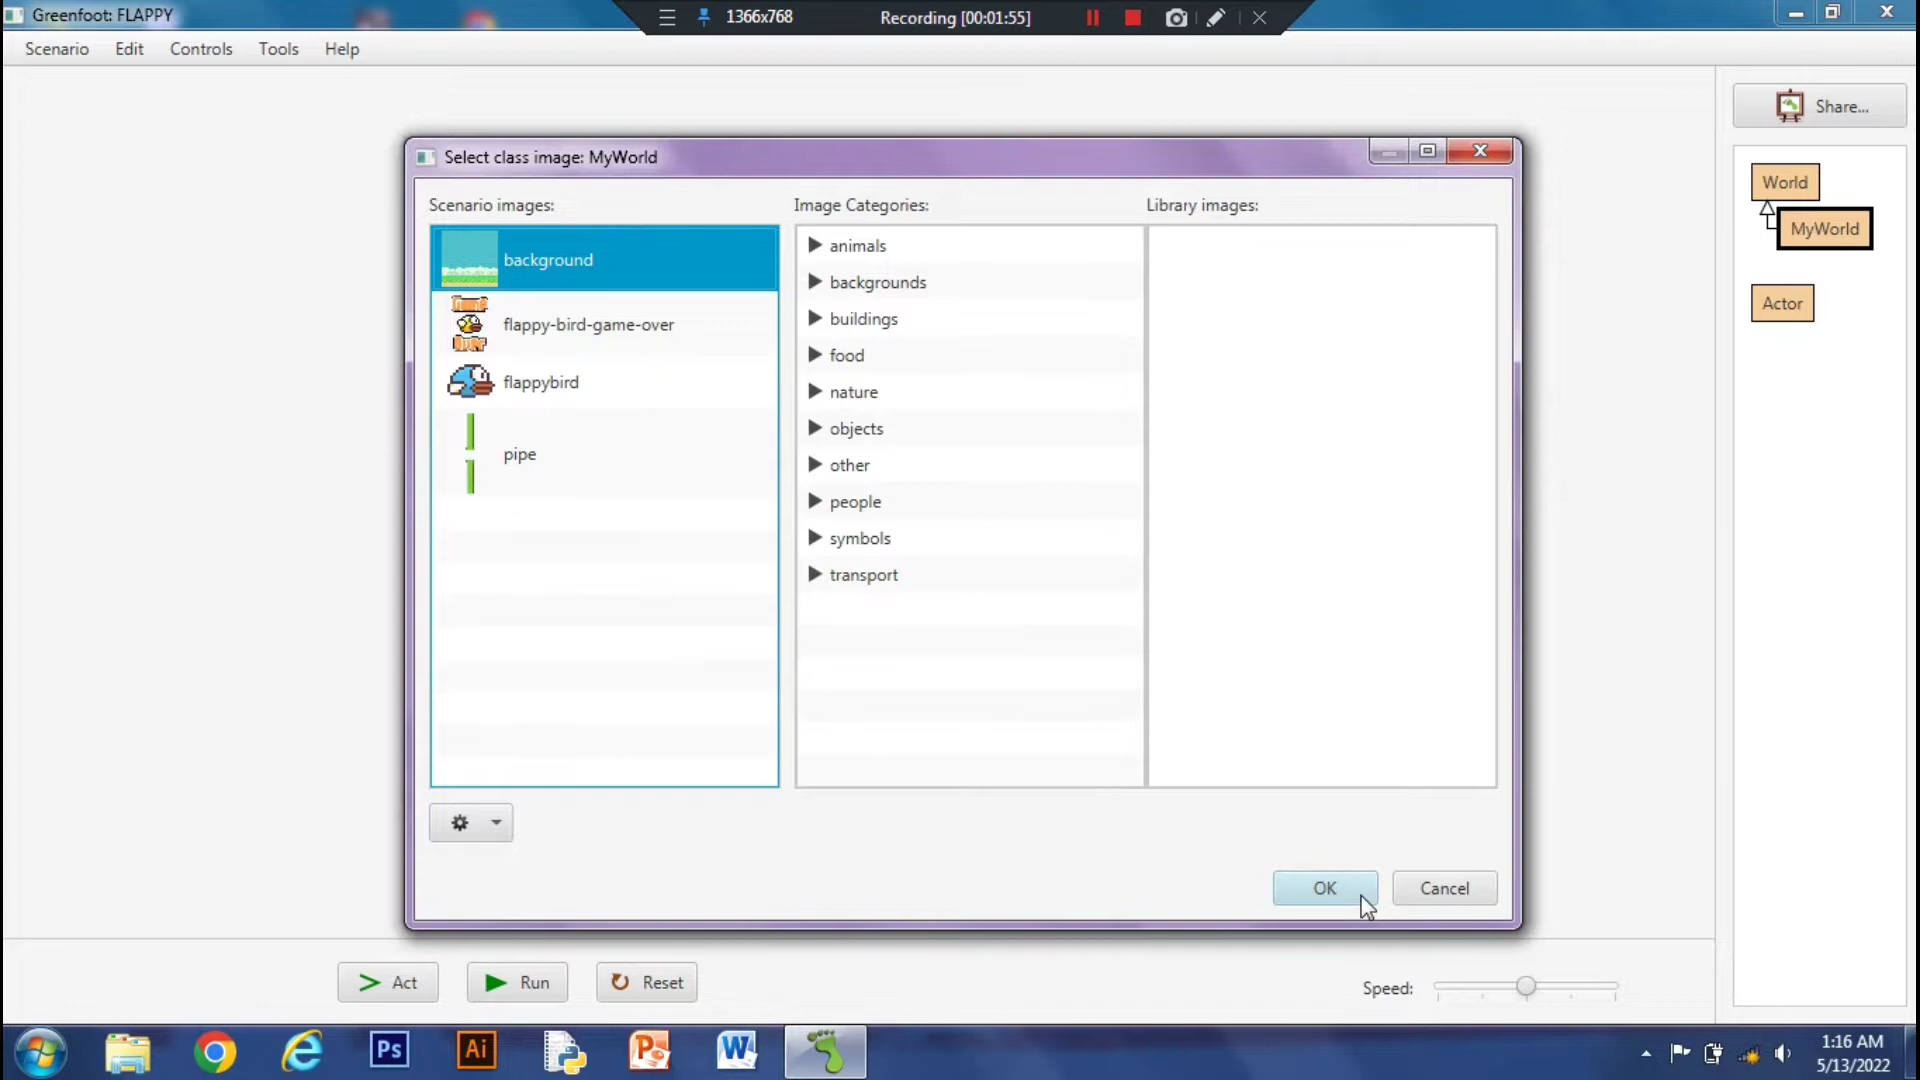 Greenfoot: FLAPPY
1366x768
Recording [00:01:55]
Scenario
Edit
Controls
Tools
Help
Share...
Select class image: MyWorld
Scenario images:
Image Categories:
Library images:
background
flappy-bird-game-over
flappybird
pipe
animals
backgrounds
buildings
food
nature
objects
other
people
symbols
transport
World
MyWorld
Actor
OK
Cancel
Act
Run
Reset
Speed:
Ps
Ai
1:16 AM
5/13/2022